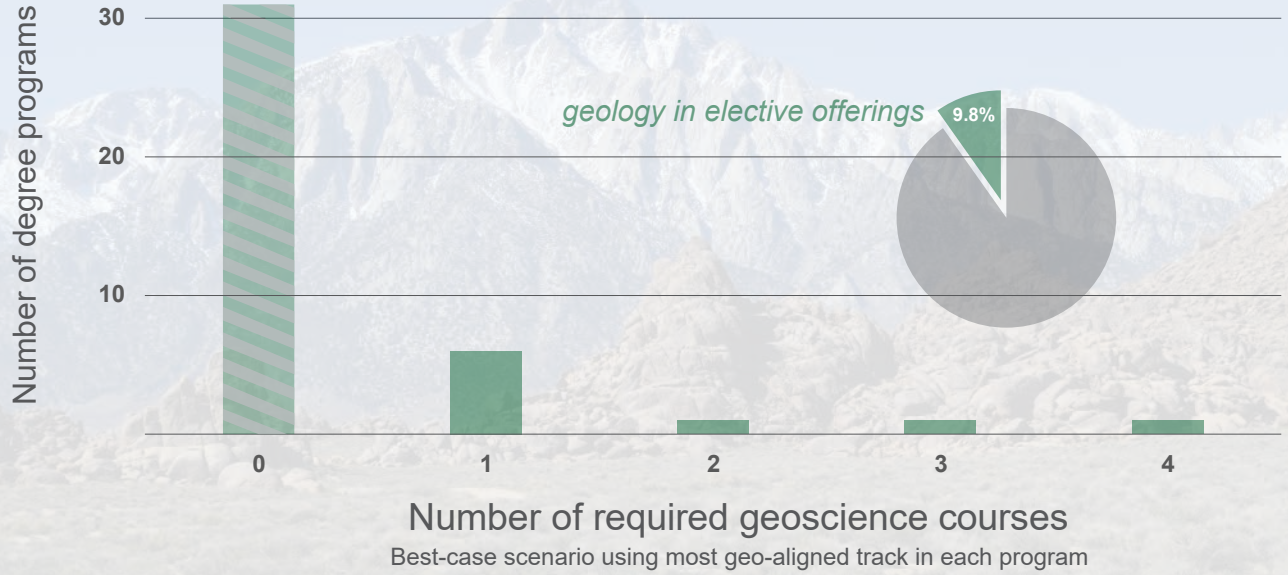 Number of degree programs
30
20
10
geology in elective offerings
9.8%
0 1 2 3 4
Number of required geoscience courses
Best-case scenario using most geo-aligned track in each program